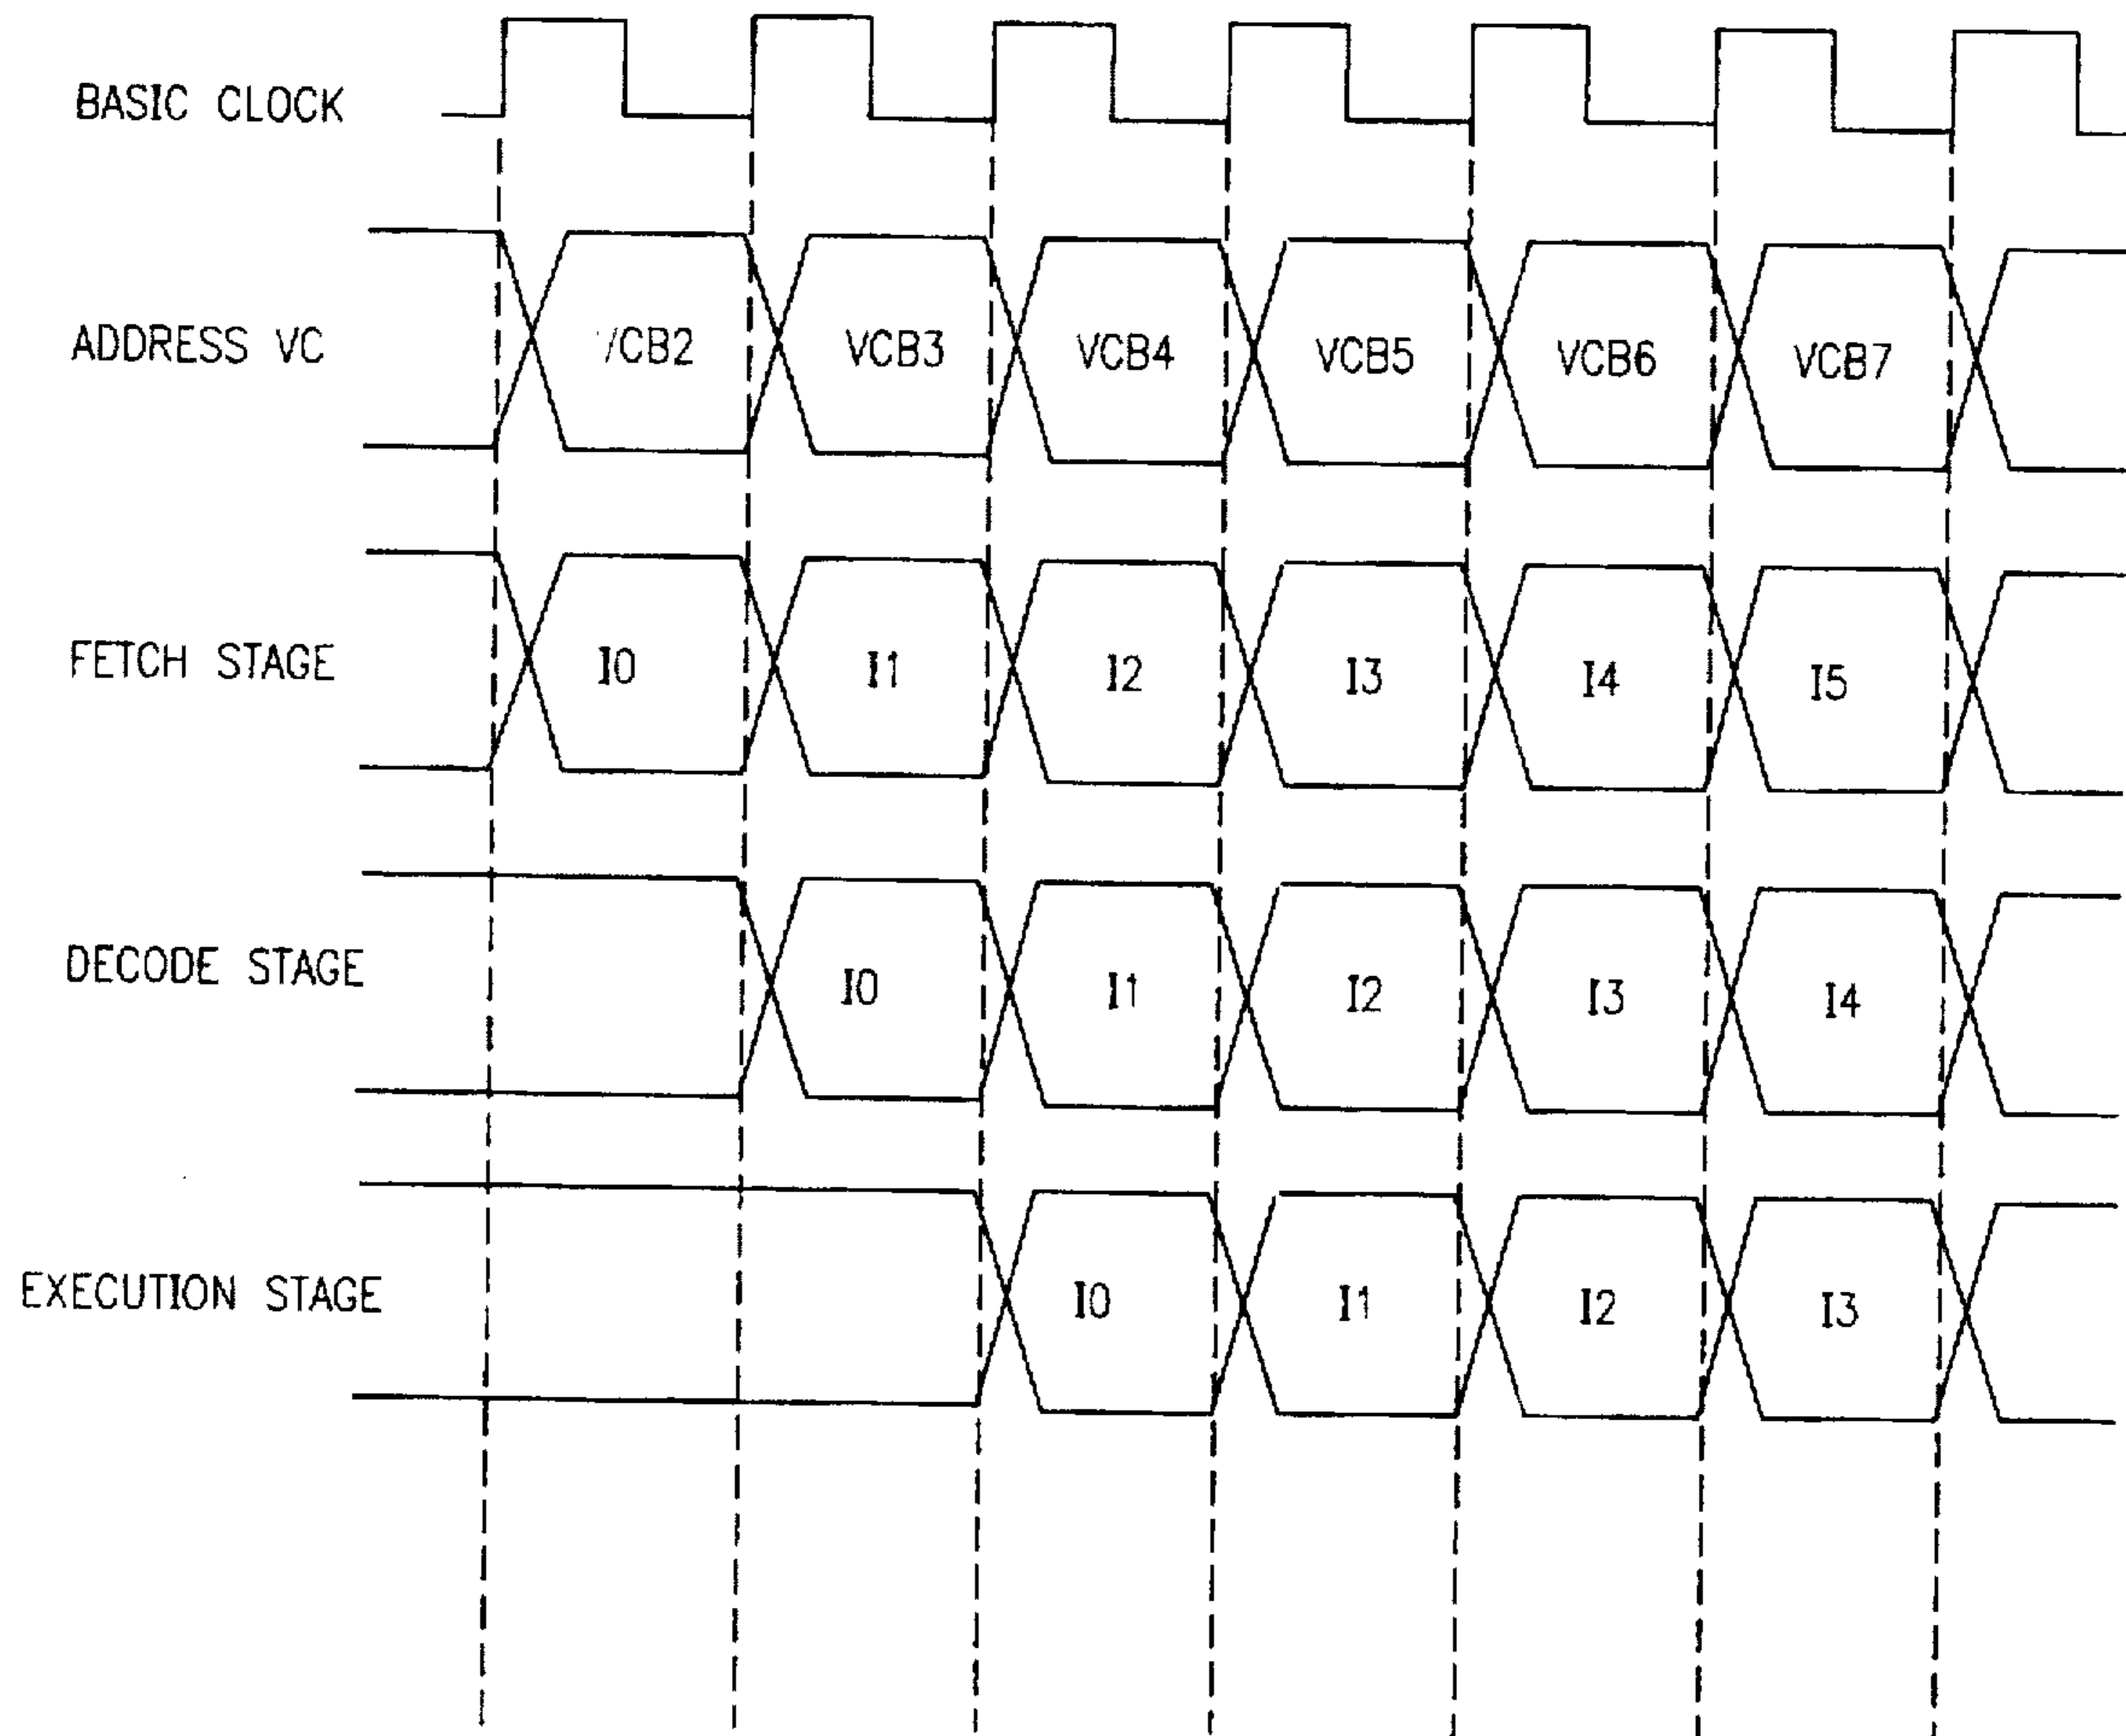 BASIC CLOCK
ADDRESS VC VCB2 VCB3 VCB4 VCB5 VCB6 VCB7
FETCH STAGE I0 I1 I2 I3 I4 I5
DECODE STAGE I0 I1 I2 I3 I4
EXECUTION STAGE I0 I1 I2 I3